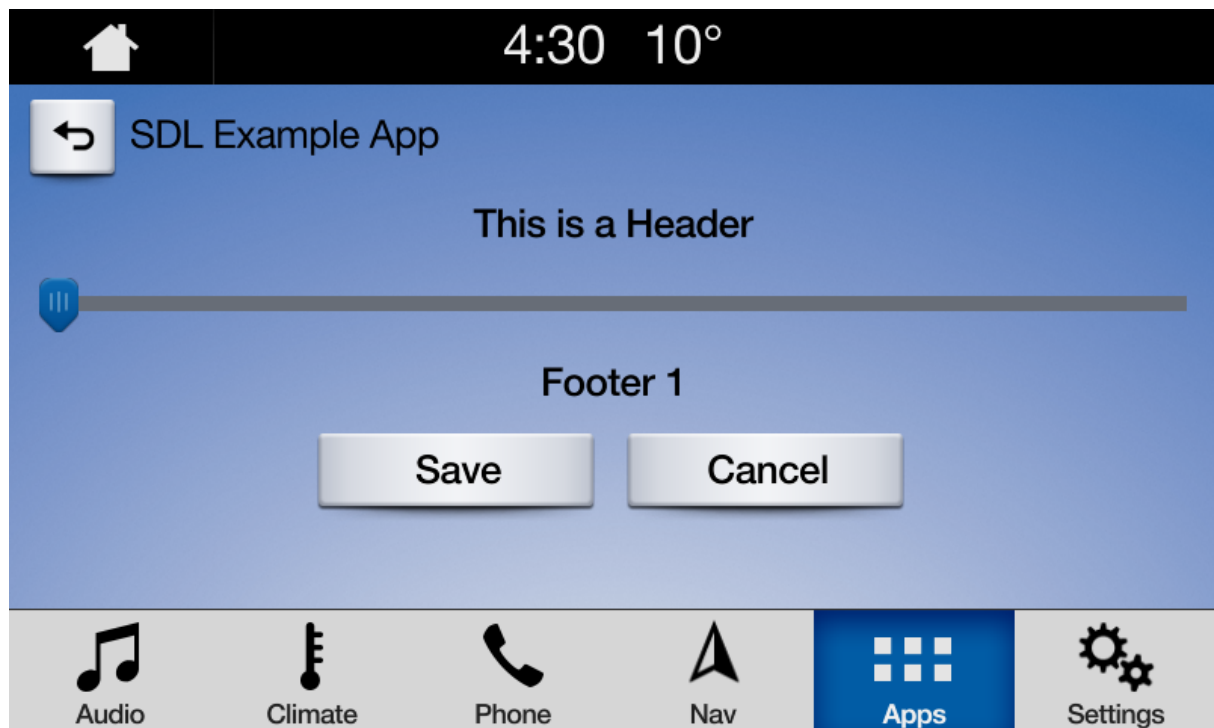 4:30 10°
SDL Example App
This is a Header
Footer 1
Save Cancel
Audio Climate Phone Nav Apps Settings